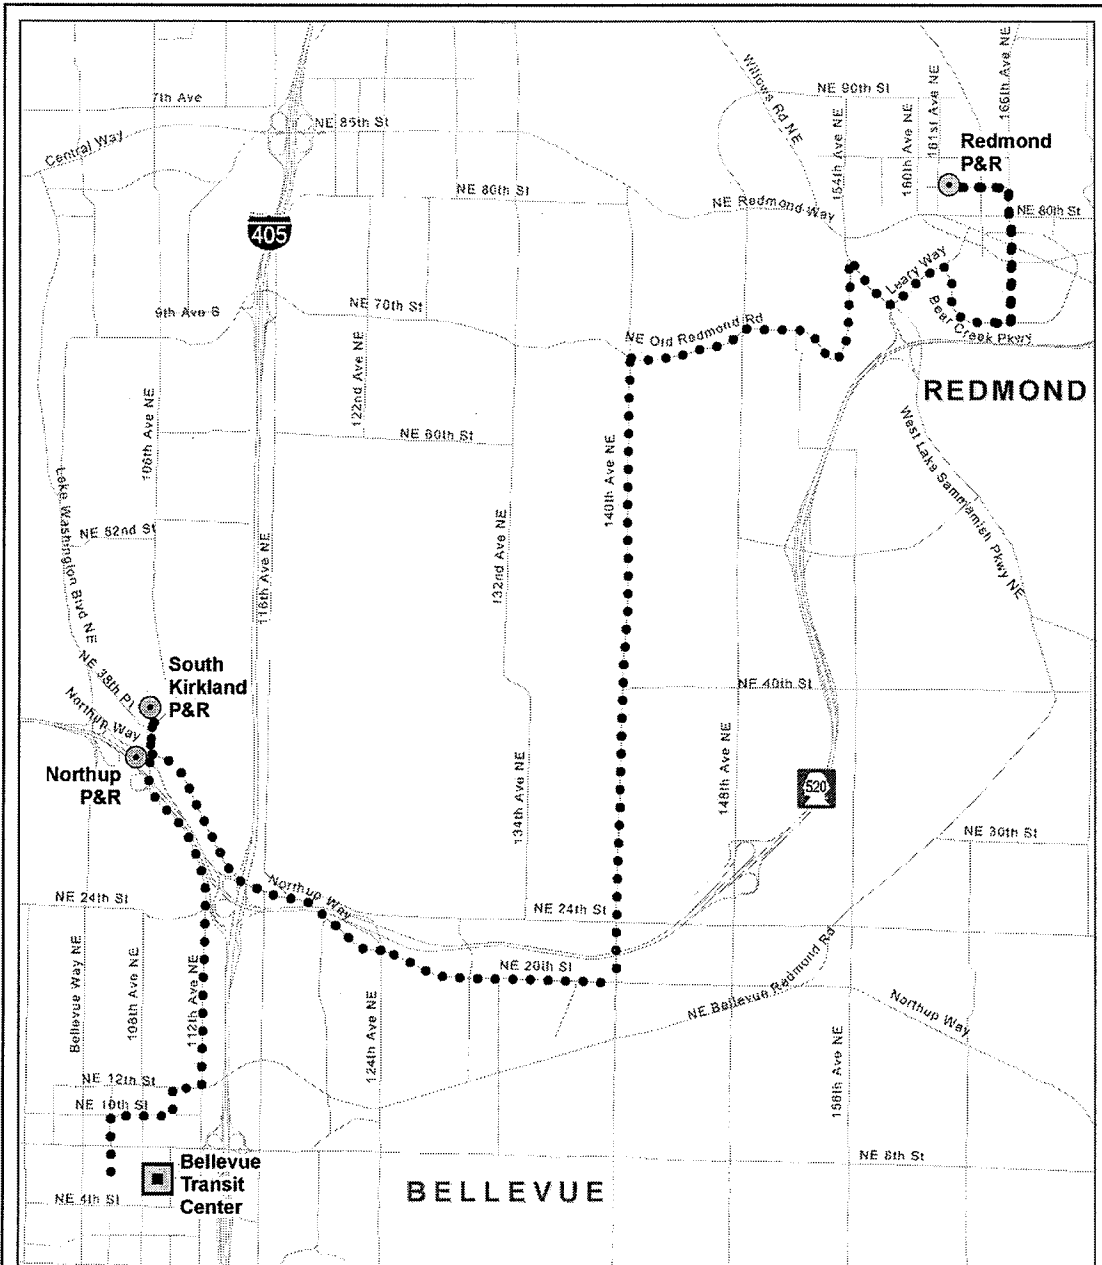 7th Ave
Central Way
NE 85th St
405
NE 80th St
9th Ave S
NE 70th St
122nd Ave NE
108th Ave NE
NE 60th St
Lake Washington Blvd NE
NE 52nd St
116th Ave NE
132nd Ave NE
140th Ave NE
Willows Rd NE
NE 90th St
154th Ave NE
160th Ave NE
161st Ave NE
166th Ave NE
Redmond
P&R
NE Redmond Way
NE 80th St
Leary Way
Bear Creek Pkwy
NE Old Redmond Rd
REDMOND
West Lake Sammamish Pkwy NE
NE 38th Pl
South
Kirkland
P&R
Northup Way
Northup
P&R
NE 40th St
148th Ave NE
134th Ave NE
520
NE 30th St
NE 24th St
Northup Way
NE 24th St
NE 20th St
Bellevue Way NE
108th Ave NE
112th Ave NE
124th Ave NE
NE Bellevue Redmond Rd
Northup Way
156th Ave NE
NE 12th St
NE 10th St
NE 8th St
Bellevue
Transit
Center
NE 4th St
BELLEVUE